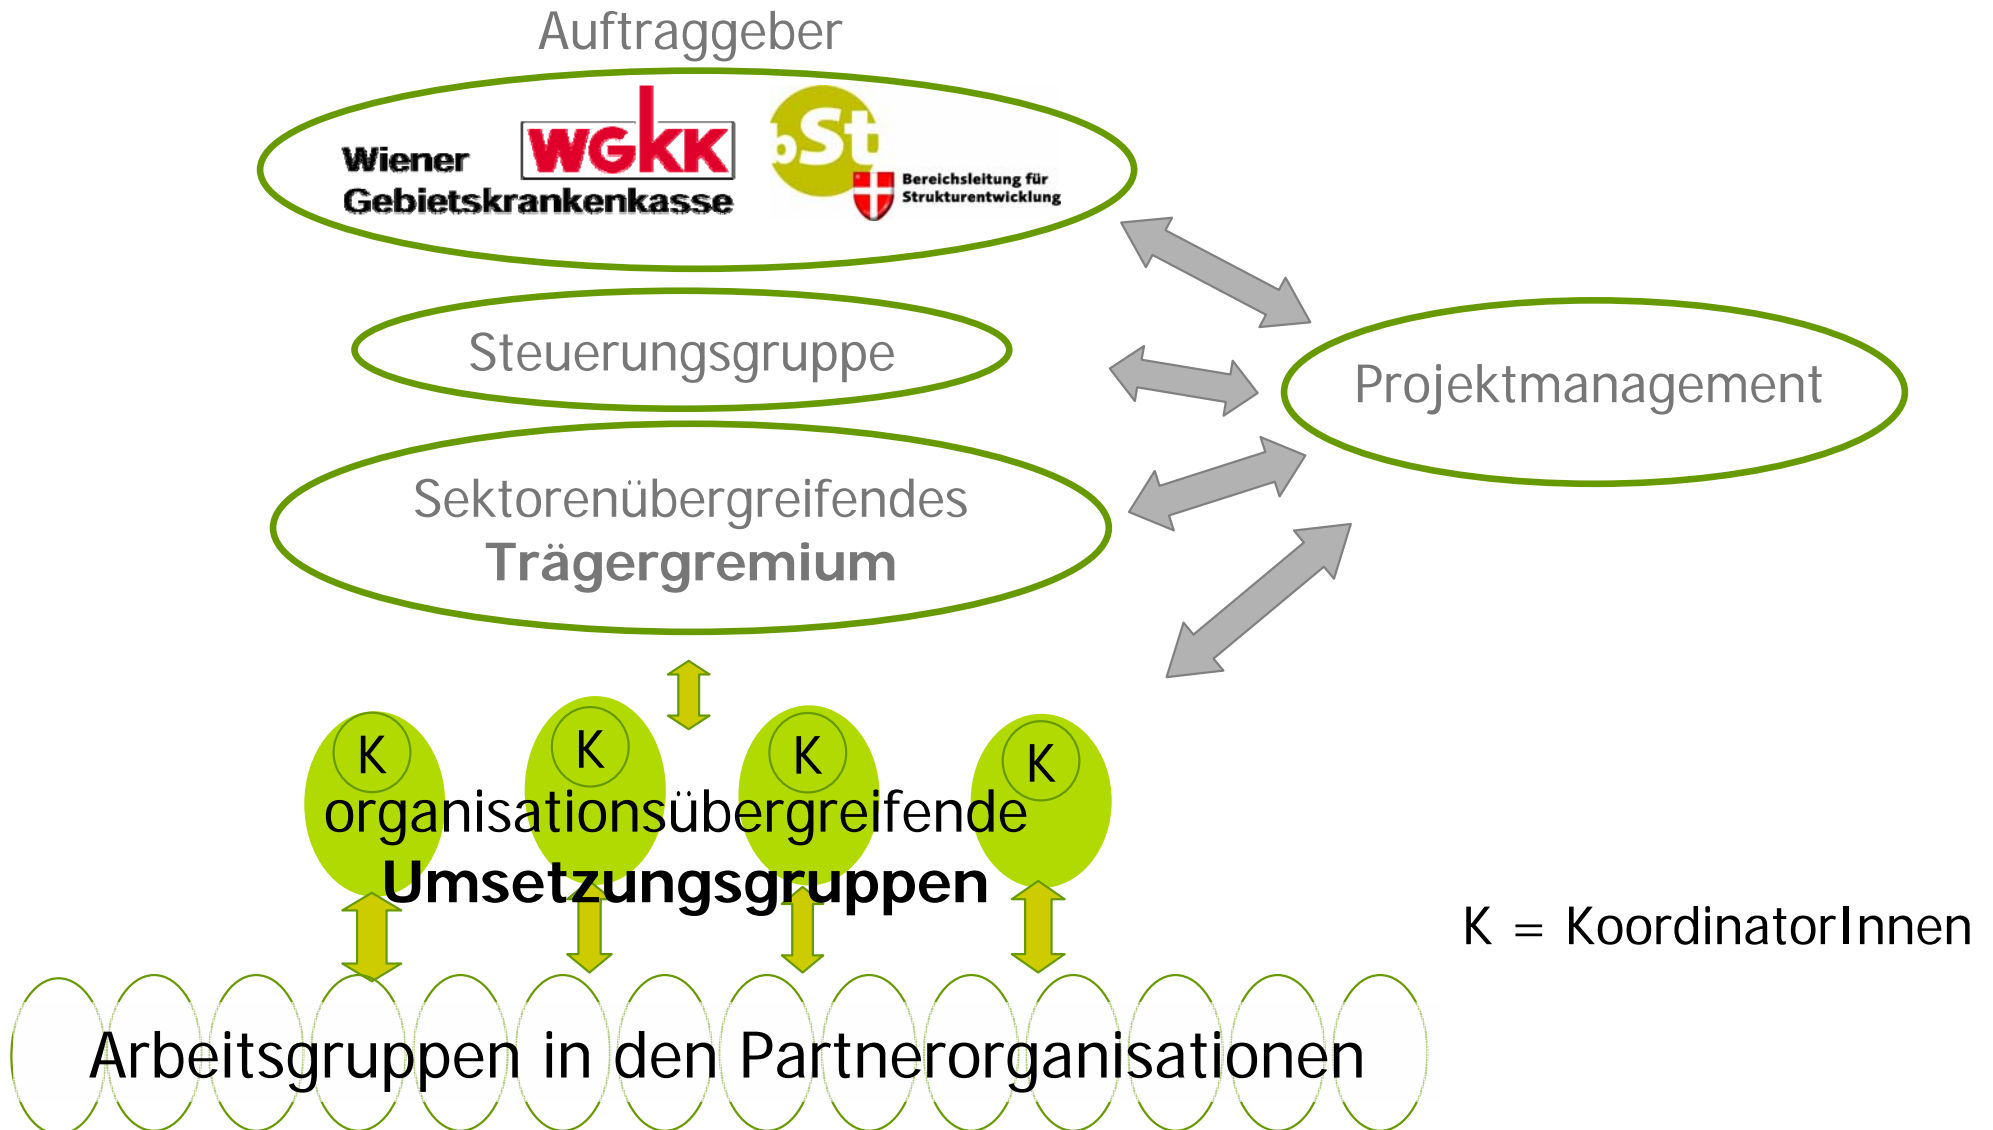 Auftraggeber
Wiener WGKK
Gebietskrankenkasse
bSt
Bereichsleitung für
Strukturentwicklung
Steuerungsgruppe
Projektmanagement
Sektorenübergreifendes
Trägergremium
K K K K
organisationsübergreifende
Umsetzungsgruppen
K = KoordinatorInnen
Arbeitsgruppen in den Partnerorganisationen